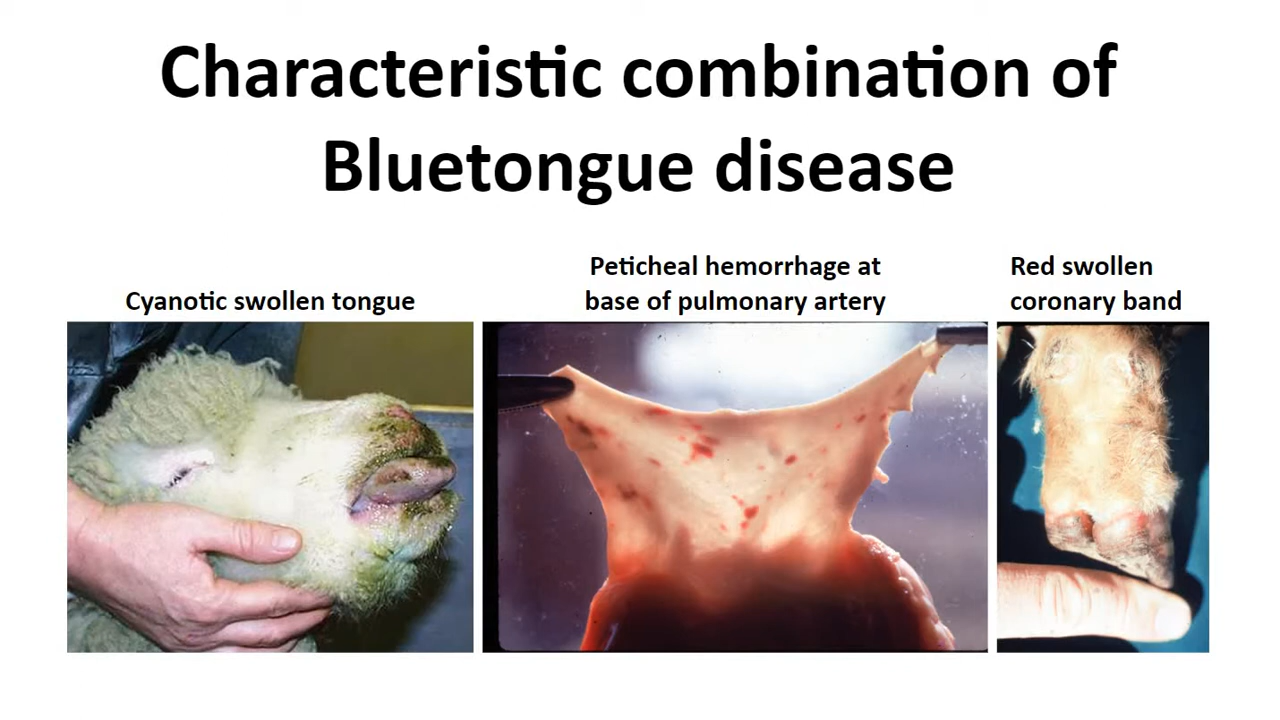 Characteristic combination of
Bluetongue disease
Cyanotic swollen tongue
Peticheal hemorrhage at
base of pulmonary artery
Red swollen
coronary band